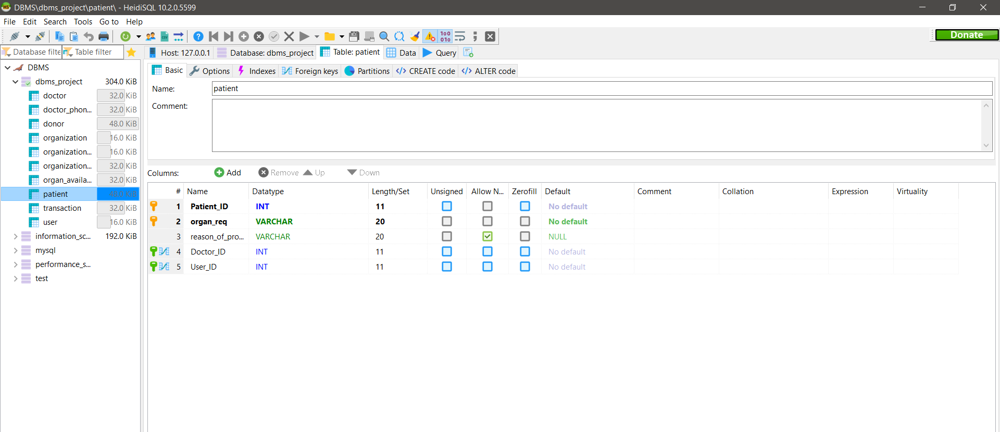 DBMS\dbms_project\patient\ - HeidiSQL 10.2.0.5599
File Edit Search Tools Go to Help
Donate
Database filte Table filter
Host: 127.0.0.1 Database: dbms_project Table: patient Data Query
DBMS
dbms_project 304.0 KiB
doctor 32.0 KiB
doctor_phon... 32.0 KiB
donor 48.0 KiB
organization 16.0 KiB
organization... 16.0 KiB
organization... 32.0 KiB
organ_availa... 32.0 KiB
patient 48.0 KiB
transaction 32.0 KiB
user 16.0 KiB
information_sc... 192.0 KiB
mysql
performance_s...
test
Basic Options Indexes Foreign keys Partitions CREATE code ALTER code
Name: patient
Comment:
Columns: Add Remove Up Down
# Name Datatype Length/Set Unsigned Allow N... Zerofill Default Comment Collation Expression Virtuality
1 Patient_ID INT 11 No default
2 organ_req VARCHAR 20 No default
3 reason_of_pro... VARCHAR 20 NULL
4 Doctor_ID INT 11 No default
5 User_ID INT 11 No default